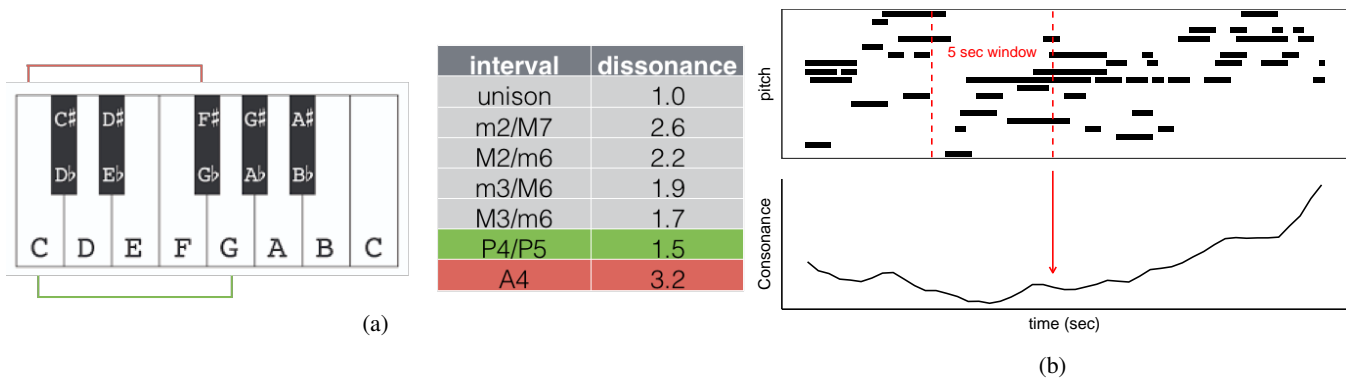 C♯ D♯ F♯ G♯ A♯
D♭ E♭ G♭ A♭ B♭
C D E F G A B C
(a)
interval dissonance
unison 1.0
m2/M7 2.6
M2/m6 2.2
m3/M6 1.9
M3/m6 1.7
P4/P5 1.5
A4 3.2
pitch
5 sec window
Consonance
time (sec)
(b)